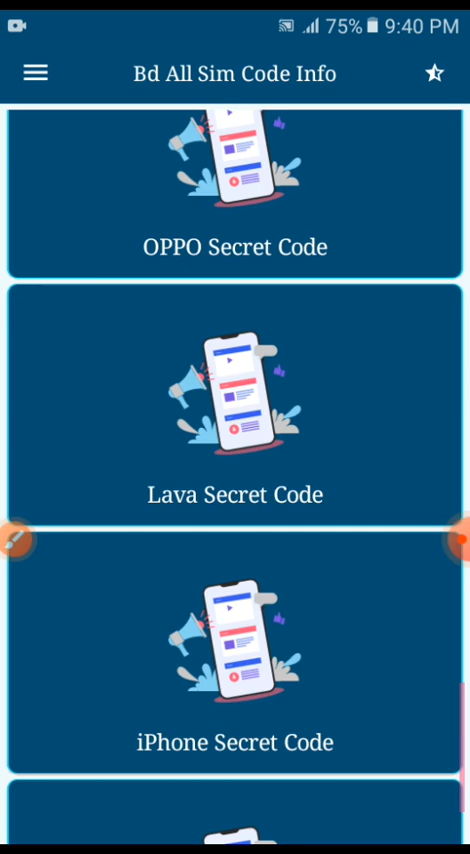 75% 9:40 PM
Bd All Sim Code Info
OPPO Secret Code
Lava Secret Code
iPhone Secret Code